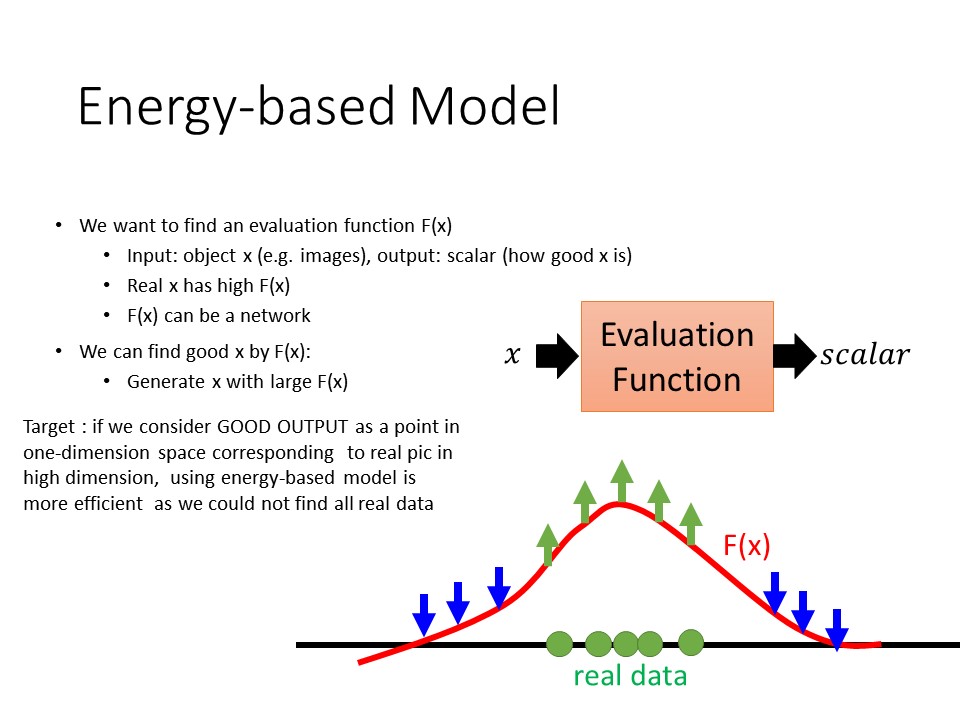 Energy-based Model
• We want to find an evaluation function F(x)
• Input: object x (e.g. images), output: scalar (how good x is)
• Real x has high F(x)
• F(x) can be a network
• We can find good x by F(x):
• Generate x with large F(x)
x
Evaluation
Function
scalar
Target : if we consider GOOD OUTPUT as a point in
one-dimension space corresponding to real pic in
high dimension, using energy-based model is
more efficient as we could not find all real data
F(x)
real data